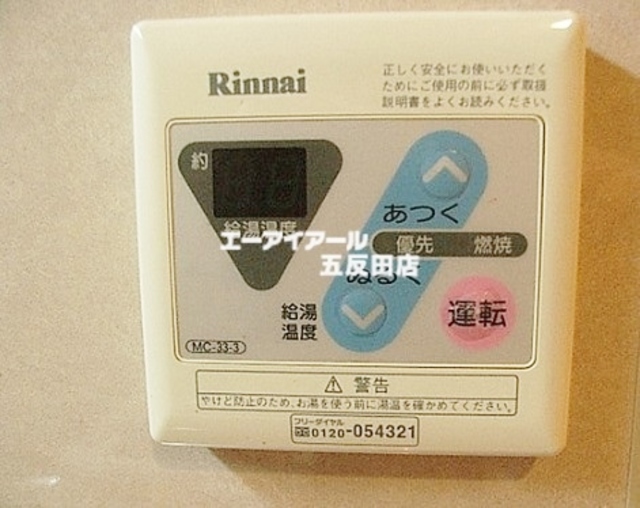 Rinnai
正しく安全にお使いいただく
ためにご使用の前に必ず取扱
説明書をよくお読みください。
約
給湯温度
あつく
優先 燃焼
エーアイアール
五反田店
ぬるく
給湯
温度
運転
MC-33-3
⚠ 警告
やけど防止のため、お湯を使う前に湯温を確かめてください。
フリーダイヤル
0120-054321